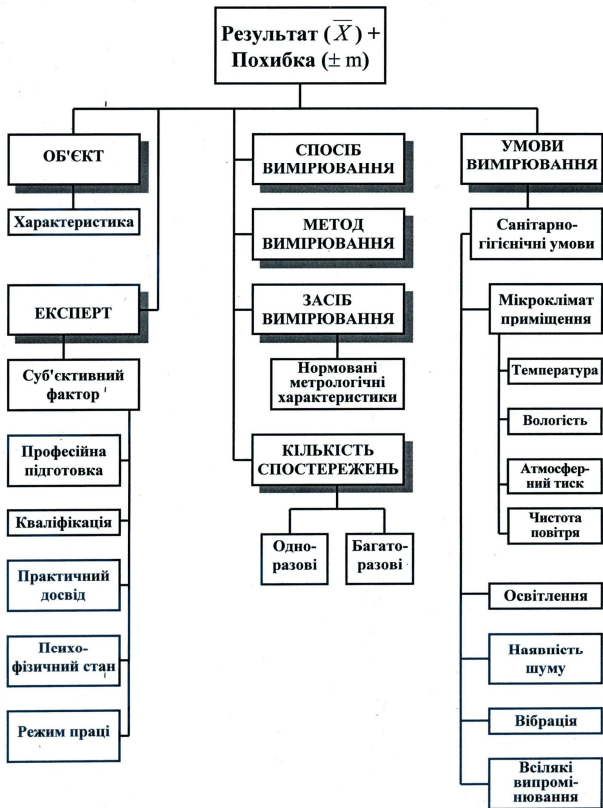 Результат (X̅) +
Похибка (± m)
ОБ'ЄКТ
Характеристика
ЕКСПЕРТ
Суб'єктивний
фактор
Професійна
підготовка
Кваліфікація
Практичний
досвід
Психо-
фізичний стан
Режим праці
СПОСІБ
ВИМІРЮВАННЯ
МЕТОД
ВИМІРЮВАННЯ
ЗАСІБ
ВИМІРЮВАННЯ
Нормовані
метрологічні
характеристики
КІЛЬКІСТЬ
СПОСТЕРЕЖЕНЬ
Одно-
разові
Багато-
разові
УМОВИ
ВИМІРЮВАННЯ
Санітарно-
гігієнічні умови
Мікроклімат
приміщення
Температура
Вологість
Атмосфер-
ний тиск
Чистота
повітря
Освітлення
Наявність
шуму
Вібрація
Всілякі
випромі-
нювання